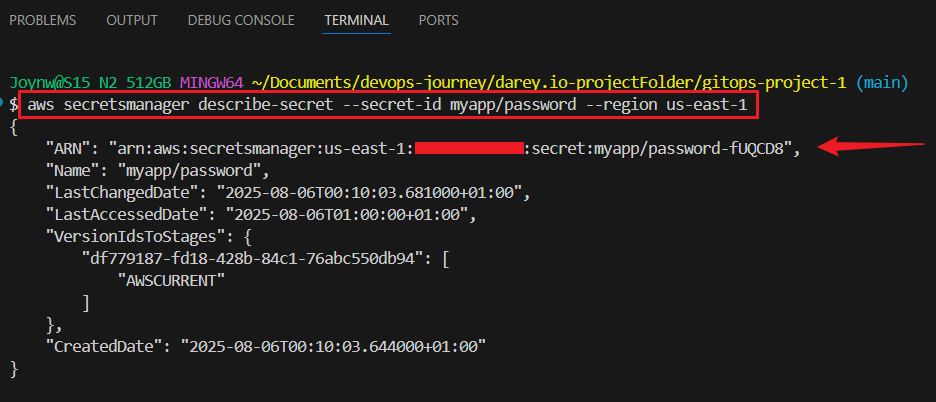 PROBLEMS OUTPUT DEBUG CONSOLE TERMINAL PORTS
Joynw@S15 N2 512GB MINGW64 ~/Documents/devops-journey/darey.io-projectFolder/gitops-project-1 (main)
$ aws secretsmanager describe-secret --secret-id myapp/password --region us-east-1
{
    "ARN": "arn:aws:secretsmanager:us-east-1::secret:myapp/password-fUQCD8",
    "Name": "myapp/password",
    "LastChangedDate": "2025-08-06T00:10:03.681000+01:00",
    "LastAccessedDate": "2025-08-06T01:00:00+01:00",
    "VersionIdsToStages": {
        "df779187-fd18-428b-84c1-76abc550db94": [
            "AWSCURRENT"
        ]
    },
    "CreatedDate": "2025-08-06T00:10:03.644000+01:00"
}